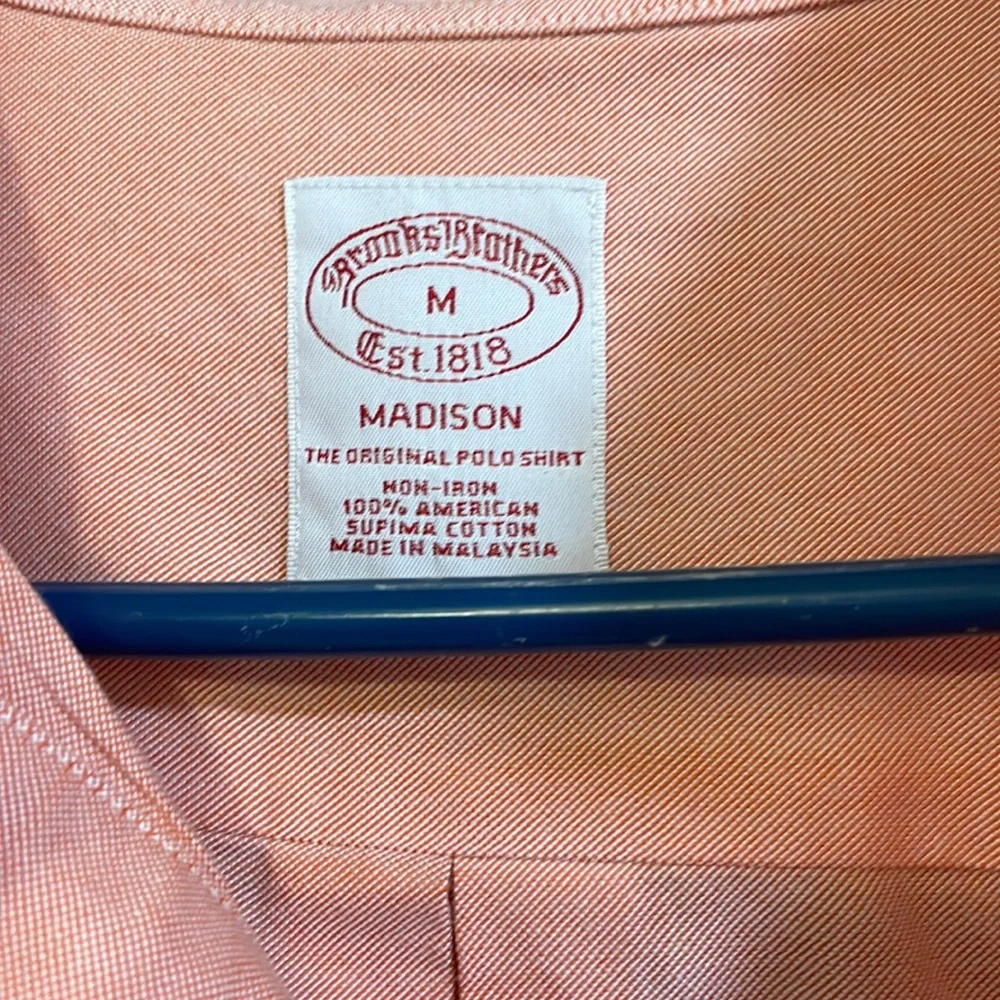 Brooks Brothers
M
Est. 1818
MADISON
THE ORIGINAL POLO SHIRT
NON-IRON
100% AMERICAN
SUPIMA COTTON
MADE IN MALAYSIA